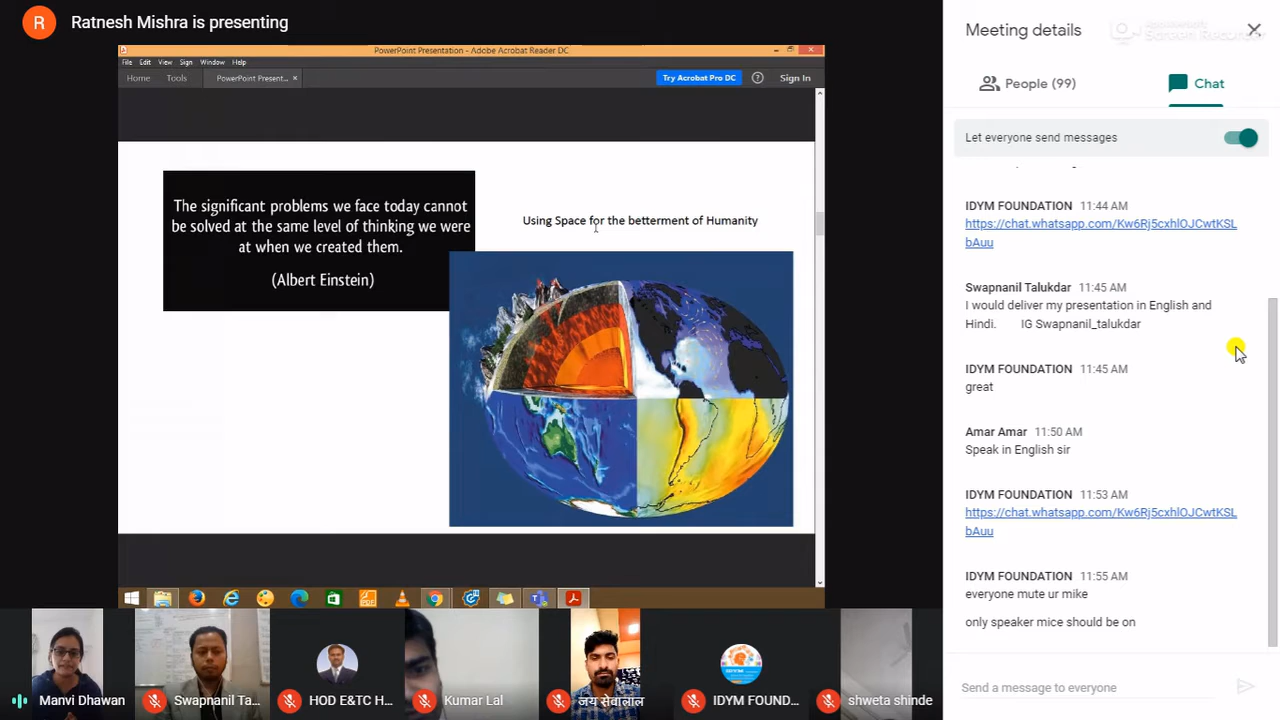 R
Ratnesh Mishra is presenting
PowerPoint Presentation - Adobe Acrobat Reader DC
File Edit View Sign Window Help
Home Tools PowerPoint Present... × Try Acrobat Pro DC Sign In
The significant problems we face today cannot
be solved at the same level of thinking we were
at when we created them.
(Albert Einstein)
Using Space for the betterment of Humanity
Manvi Dhawan
Swapnanil Ta...
HOD E&TC H...
Kumar Lal
जय सेवालाल
IDYM FOUND...
shweta shinde
Meeting details
People (99)
Chat
Let everyone send messages
IDYM FOUNDATION 11:44 AM
https://chat.whatsapp.com/Kw6Rj5cxhlOJCwtKSL
bAuu
Swapnanil Talukdar 11:45 AM
I would deliver my presentation in English and
Hindi. IG Swapnanil_talukdar
IDYM FOUNDATION 11:45 AM
great
Amar Amar 11:50 AM
Speak in English sir
IDYM FOUNDATION 11:53 AM
https://chat.whatsapp.com/Kw6Rj5cxhlOJCwtKSL
bAuu
IDYM FOUNDATION 11:55 AM
everyone mute ur mike
only speaker mice should be on
Send a message to everyone